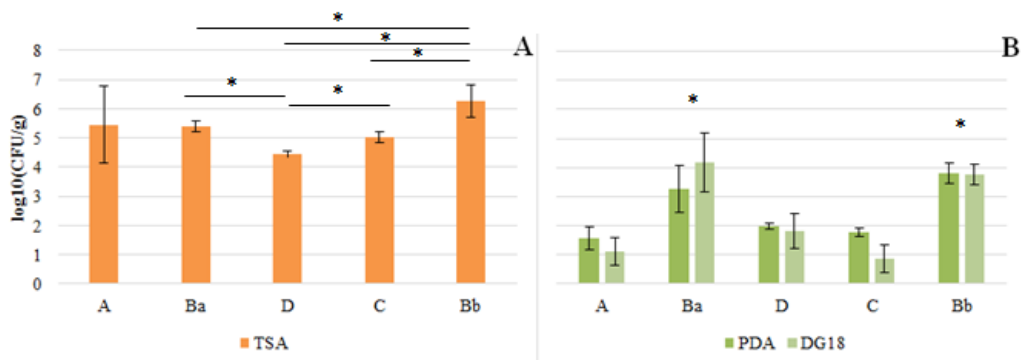 * * *
* *
A
8
7
6
5
4
3
2
1
0
log10(CFU/g)
A Ba D C Bb
TSA
B
* *
A Ba D C Bb
PDA DG18